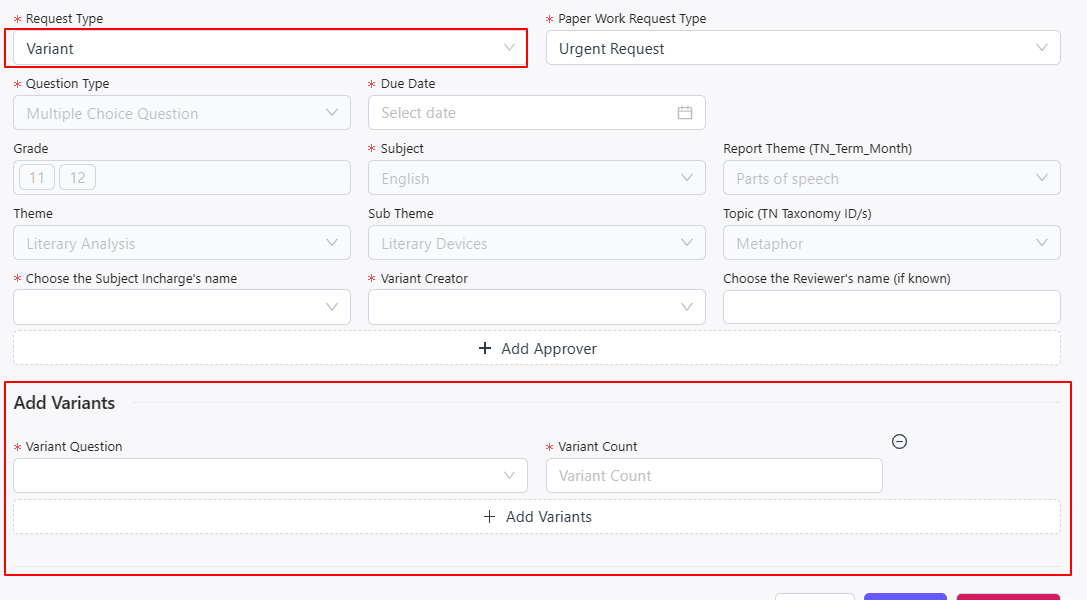 * Request Type * Paper Work Request Type
Variant Urgent Request
* Question Type * Due Date
Multiple Choice Question Select date
Grade * Subject Report Theme (TN_Term_Month)
11 12 English Parts of speech
Theme Sub Theme Topic (TN Taxonomy ID/s)
Literary Analysis Literary Devices Metaphor
* Choose the Subject Incharge's name * Variant Creator Choose the Reviewer's name (if known)
+ Add Approver
Add Variants
* Variant Question * Variant Count
Variant Count
+ Add Variants